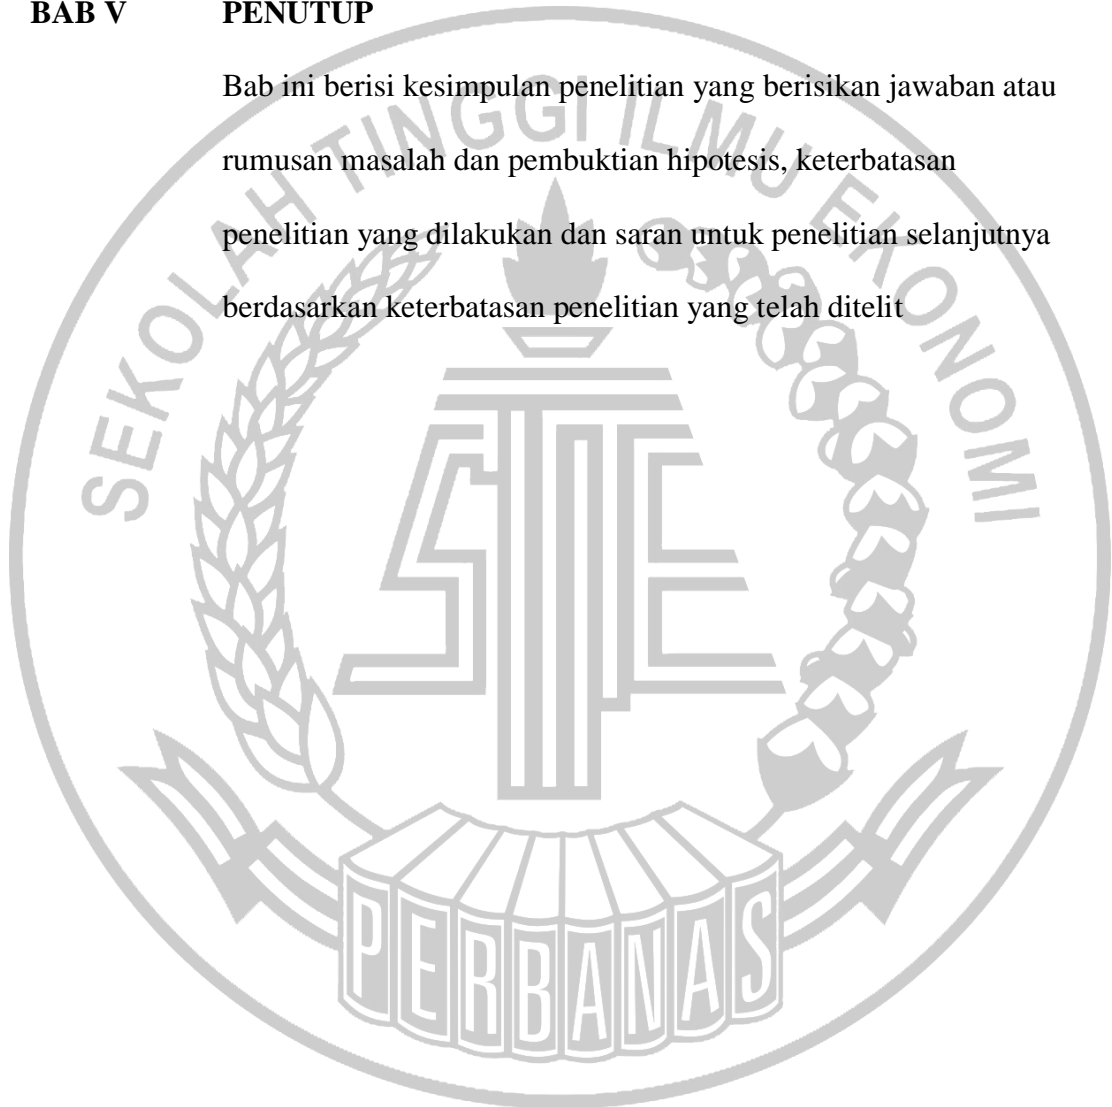 BAB V PENUTUP
Bab ini berisi kesimpulan penelitian yang berisikan jawaban atau
rumusan masalah dan pembuktian hipotesis, keterbatasan
penelitian yang dilakukan dan saran untuk penelitian selanjutnya
berdasarkan keterbatasan penelitian yang telah ditelit
SEKOLAH TINGGI ILMU EKONOMI
STIE
PERBANAS